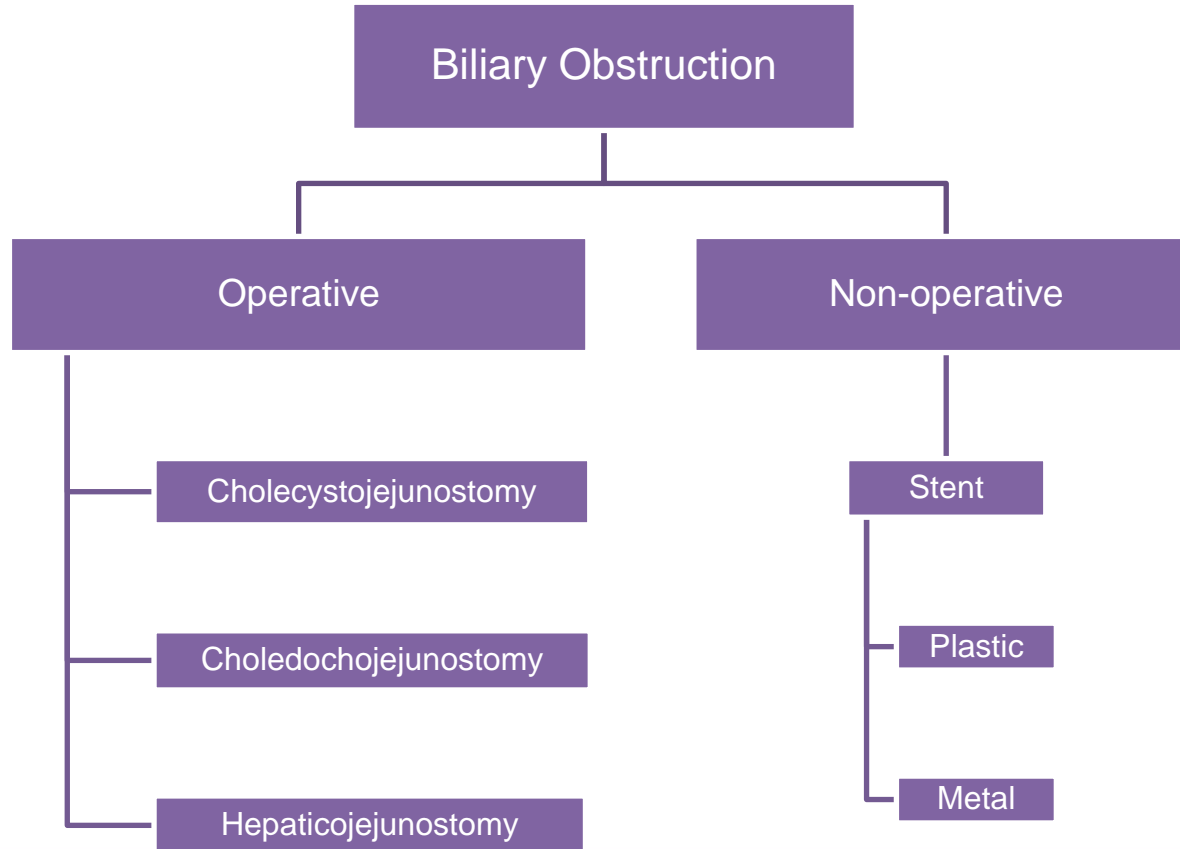 Biliary Obstruction
Operative
Cholecystojejunostomy
Choledochojejunostomy
Hepaticojejunostomy
Non-operative
Stent
Plastic
Metal